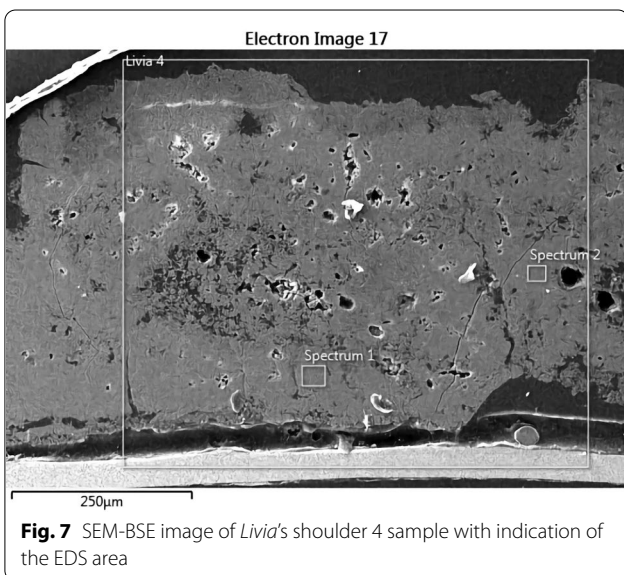 Electron Image 17
Livia 4
Spectrum 2
Spectrum 1
250µm
Fig. 7 SEM-BSE image of Livia's shoulder 4 sample with indication of
the EDS area